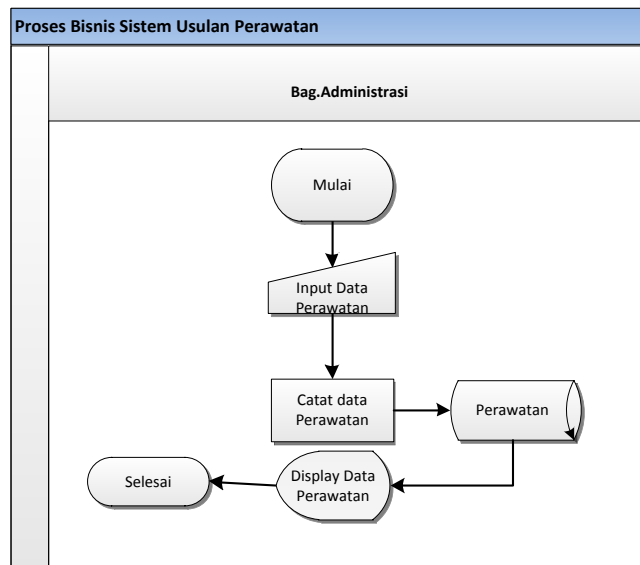 Proses Bisnis Sistem Usulan Perawatan
Bag.Administrasi
Mulai
Input Data
Perawatan
Catat data
Perawatan
Perawatan
Display Data
Perawatan
Selesai